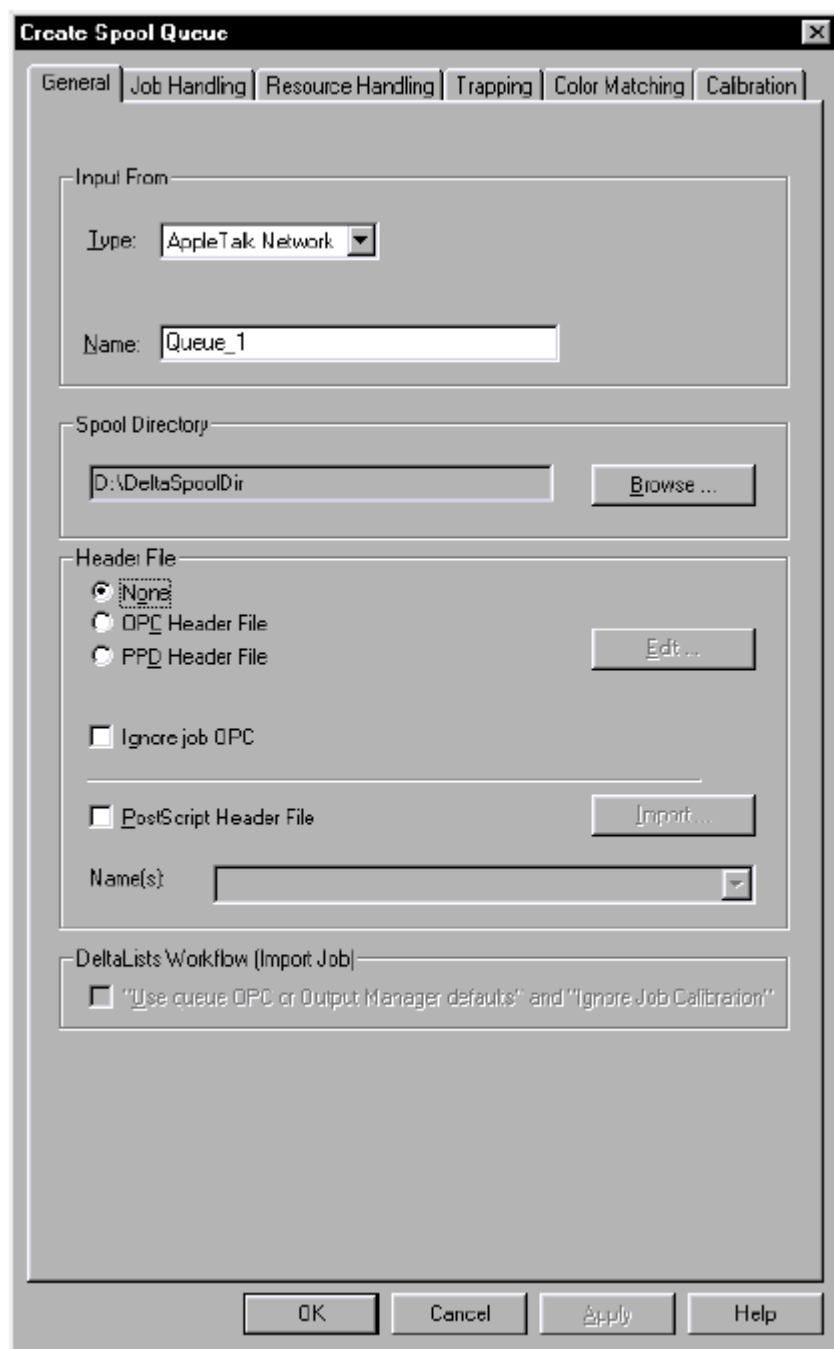 Create Spool Queue
General Job Handling Resource Handling Trapping Color Matching Calibration
Input From
Type: AppleTalk Network
Name: Queue_1
Spool Directory
D:\DeltaSpoolDir Browse ...
Header File
None
OPC Header File
PPD Header File
Edit ...
Ignore job OPC
PostScript Header File Import ...
Name(s):
DeltaLists Workflow (Import Job)
"Use queue OPC or Output Manager defaults" and "Ignore Job Calibration"
OK Cancel Apply Help